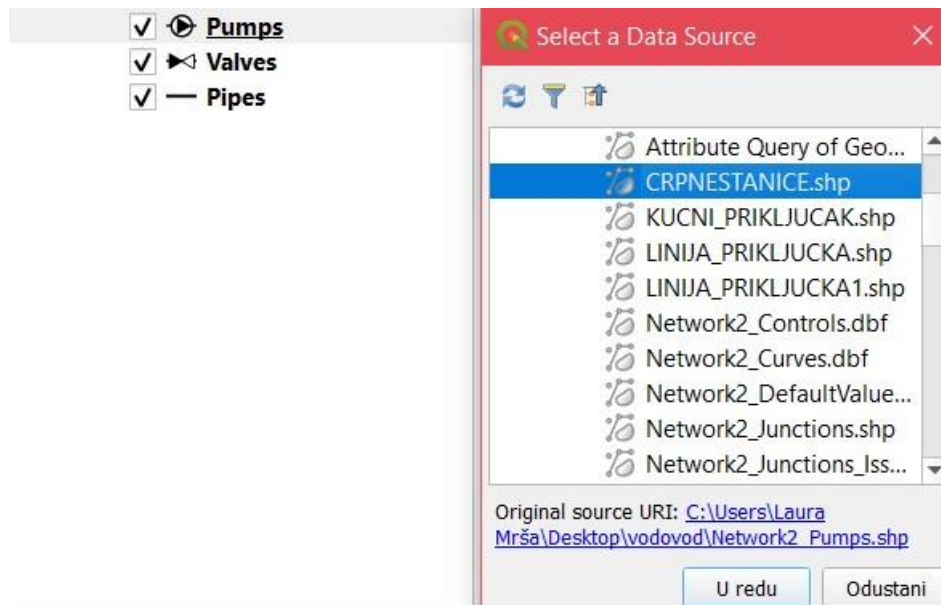 Pumps
Valves
Pipes
Select a Data Source
Attribute Query of Geo...
CRPNESTANICE.shp
KUCNI_PRIKLJUCAK.shp
LINIJA_PRIKLJUCKA.shp
LINIJA_PRIKLJUCKA1.shp
Network2_Controls.dbf
Network2_Curves.dbf
Network2_DefaultValue...
Network2_Junctions.shp
Network2_Junctions_Iss...
Original source URI: C:\Users\Laura
Mrša\Desktop\vodovod\Network2_Pumps.shp
U redu
Odustani